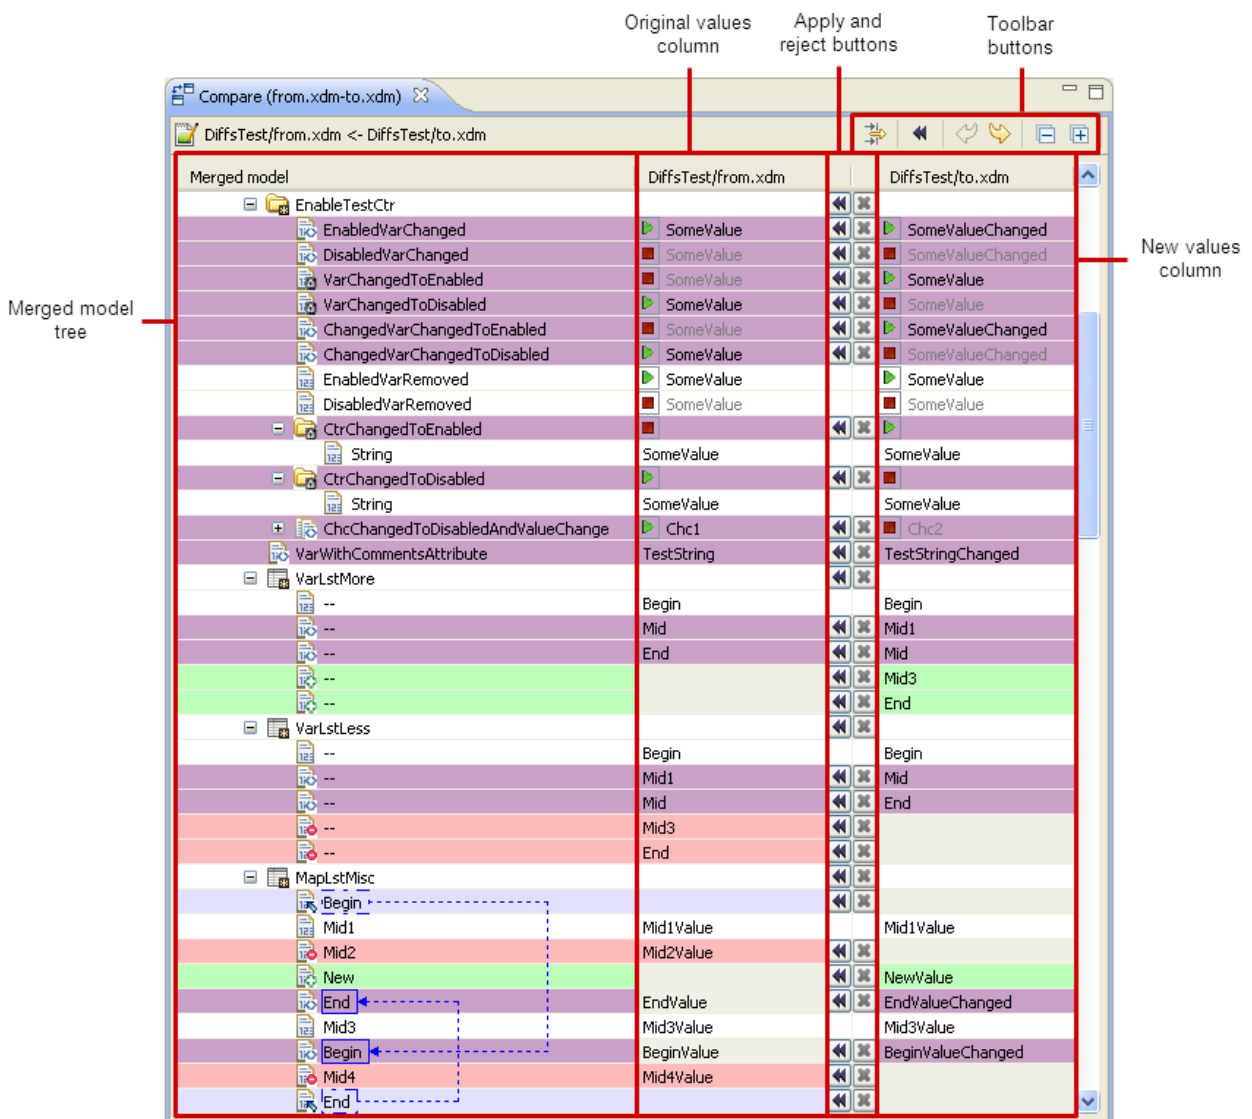 Original values column
Apply and reject buttons
Toolbar buttons
Compare (from.xdm-to.xdm)
DiffsTest/from.xdm <- DiffsTest/to.xdm
Merged model DiffsTest/from.xdm DiffsTest/to.xdm
EnableTestCtr
EnabledVarChanged SomeValue SomeValueChanged
DisabledVarChanged SomeValue SomeValueChanged
VarChangedToEnabled SomeValue SomeValue
VarChangedToDisabled SomeValue SomeValue
ChangedVarChangedToEnabled SomeValue SomeValueChanged
ChangedVarChangedToDisabled SomeValue SomeValueChanged
EnabledVarRemoved SomeValue SomeValue
DisabledVarRemoved SomeValue SomeValue
CtrChangedToEnabled
String SomeValue SomeValue
CtrChangedToDisabled
String SomeValue SomeValue
ChcChangedToDisabledAndValueChange Chc1 Chc2
VarWithCommentsAttribute TestString TestStringChanged
VarLstMore
-- Begin Begin
-- Mid Mid1
-- End Mid
-- Mid3
-- End
VarLstLess
-- Begin Begin
-- Mid1 Mid
-- Mid End
-- Mid3
-- End
MapLstMisc
Begin
Mid1 Mid1Value Mid1Value
Mid2 Mid2Value
New NewValue
End EndValue EndValueChanged
Mid3 Mid3Value Mid3Value
Begin BeginValue BeginValueChanged
Mid4 Mid4Value
End
Merged model tree
New values column